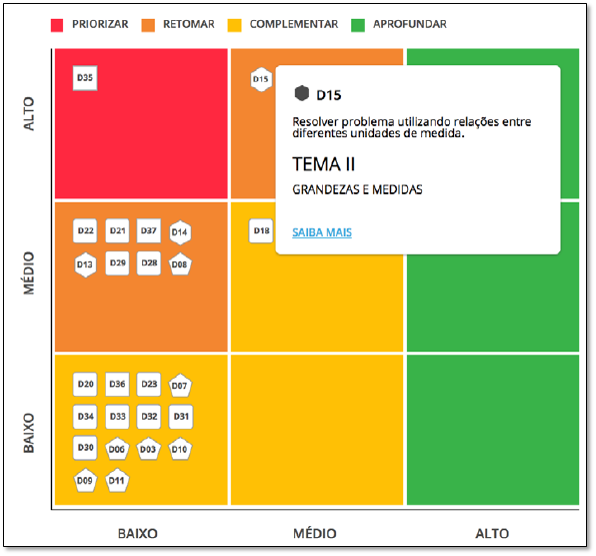 PRIORIZAR RETOMAR COMPLEMENTAR APROFUNDAR
ALTO
D35
D15
D15
Resolver problema utilizando relações entre
diferentes unidades de medida.
TEMA II
GRANDEZAS E MEDIDAS
SAIBA MAIS
MÉDIO
D22 D21 D37 D14
D13 D29 D28 D08
D18
BAIXO
D20 D36 D23 D07
D34 D33 D32 D31
D30 D06 D03 D10
D09 D11
BAIXO MÉDIO ALTO